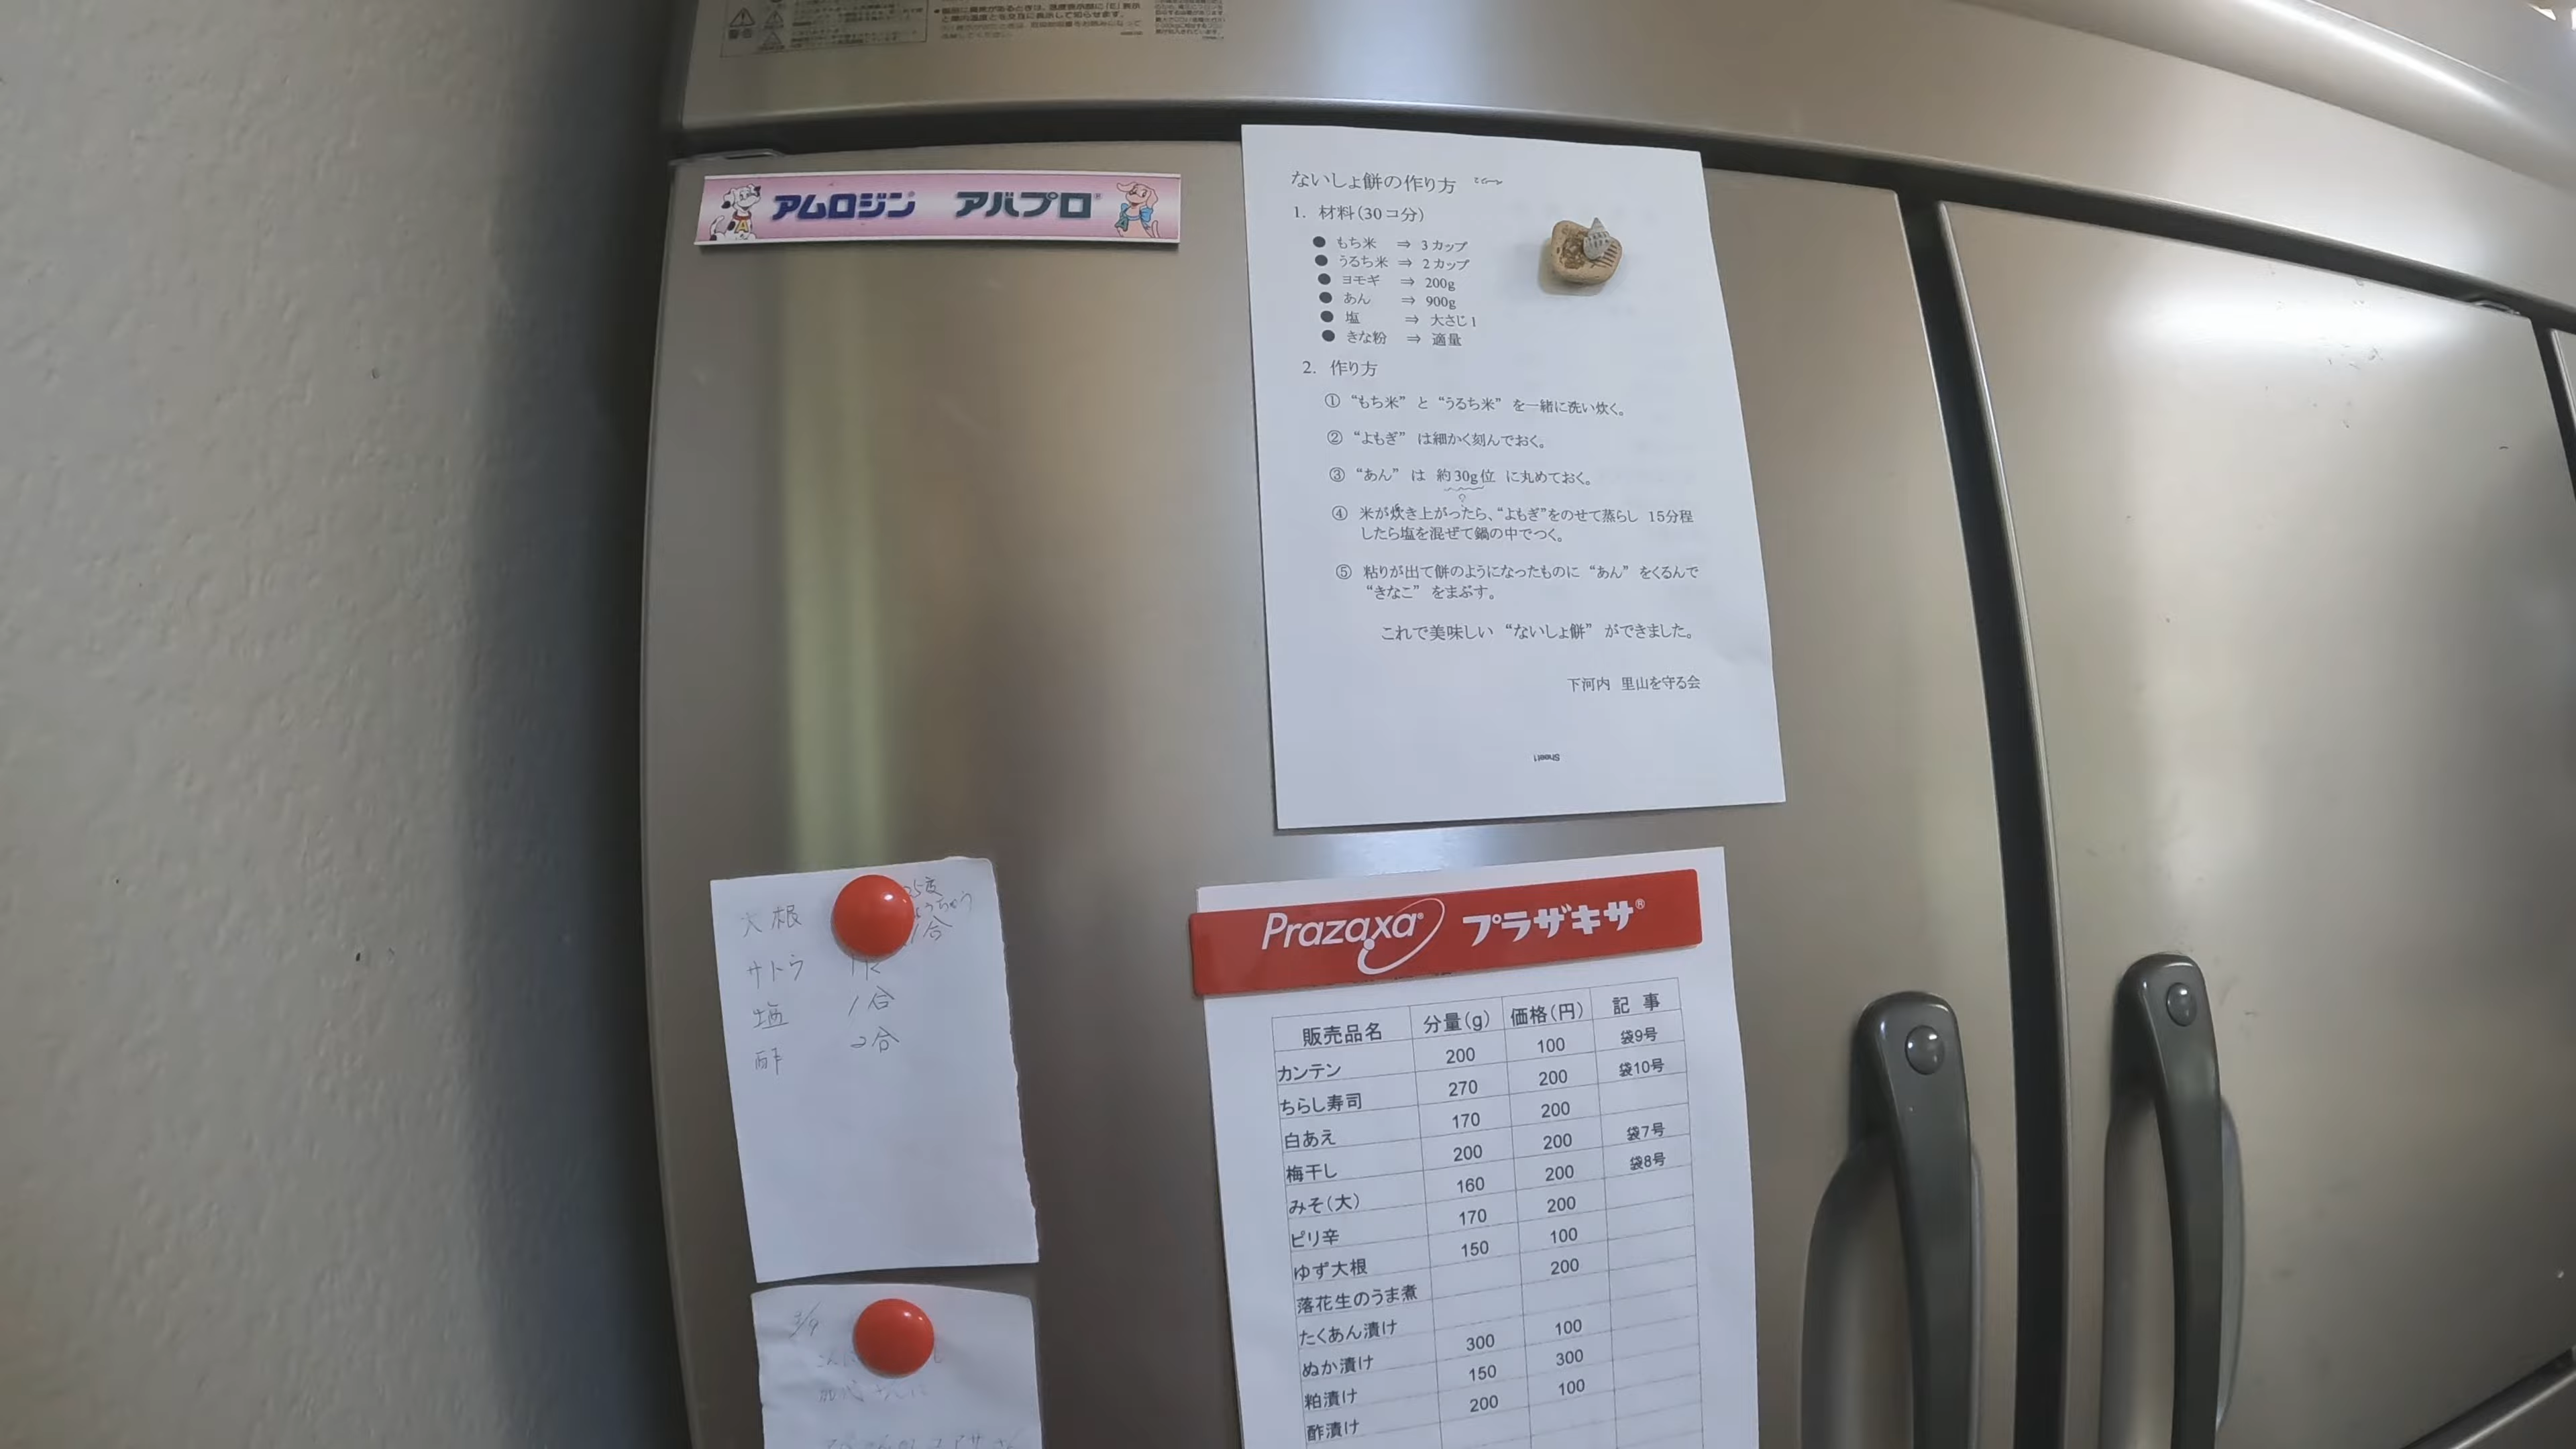 警告
アムロジン® アバプロ®
ないしょ餅の作り方
1. 材料(30コ分)
● もち米 ⇒ 3カップ
● うるち米 ⇒ 2カップ
● ヨモギ ⇒ 200g
● あん ⇒ 900g
● 塩 ⇒ 大さじ1
● きな粉 ⇒ 適量
2. 作り方
① “もち米” と “うるち米” を一緒に洗い炊く。
② “よもぎ” は細かく刻んでおく。
③ “あん” は 約30g位 に丸めておく。
④ 米が炊き上がったら、“よもぎ”をのせて蒸らし 15分程
したら塩を混ぜて鍋の中でつく。
⑤ 粘りが出て餅のようになったものに “あん” をくるんで
“きなこ” をまぶす。
これで美味しい “ないしょ餅” ができました。
下河内 里山を守る会
Sheet1
大根
サトウ
塩 1合
酢 2合
1合
3/9
Prazaxa® プラザキサ®
販売品名 分量(g) 価格(円) 記事
カンテン 200 100 袋9号
ちらし寿司 270 200 袋10号
白あえ 170 200
梅干し 200 200 袋7号
みそ(大) 160 200 袋8号
ピリ辛 170 200
ゆず大根 150 100
落花生のうま煮 200
たくあん漬け
ぬか漬け 300 100
粕漬け 150 300
酢漬け 200 100